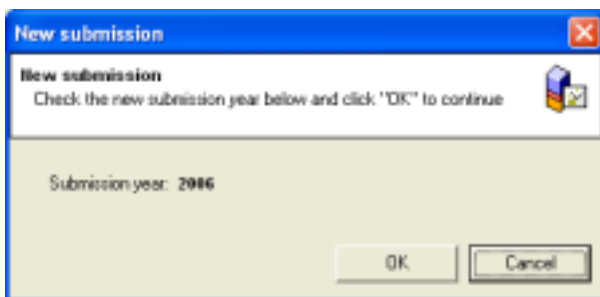 New submission
New submission
Check the new submission year below and click "OK" to continue
Submission year: 2006
OK
Cancel